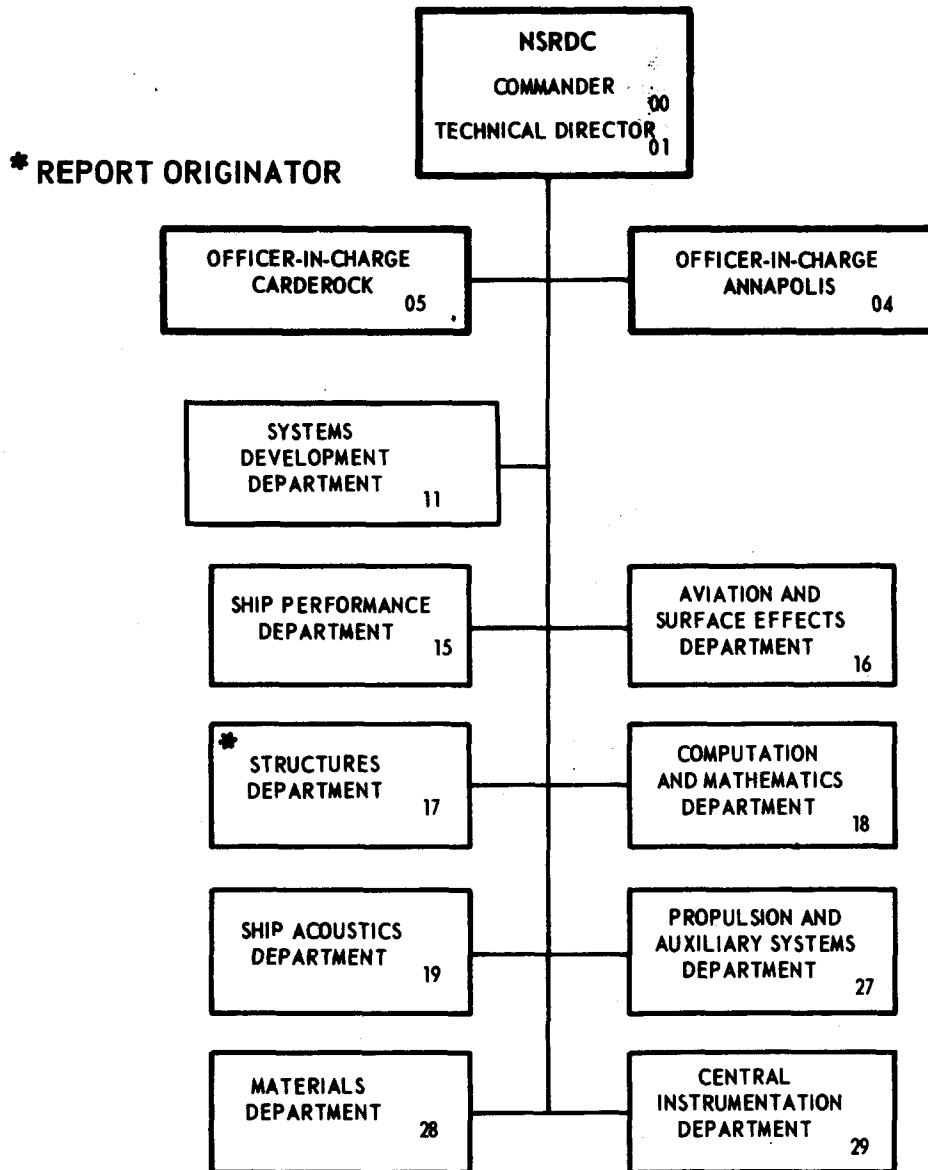 NSRDC
COMMANDER
00
TECHNICAL DIRECTOR
01
* REPORT ORIGINATOR
OFFICER-IN-CHARGE
CARDEROCK
05
OFFICER-IN-CHARGE
ANNAPOLIS
04
SYSTEMS
DEVELOPMENT
DEPARTMENT
11
SHIP PERFORMANCE
DEPARTMENT
15
AVIATION AND
SURFACE EFFECTS
DEPARTMENT
16
*
STRUCTURES
DEPARTMENT
17
COMPUTATION
AND MATHEMATICS
DEPARTMENT
18
SHIP ACOUSTICS
DEPARTMENT
19
PROPULSION AND
AUXILIARY SYSTEMS
DEPARTMENT
27
MATERIALS
DEPARTMENT
28
CENTRAL
INSTRUMENTATION
DEPARTMENT
29